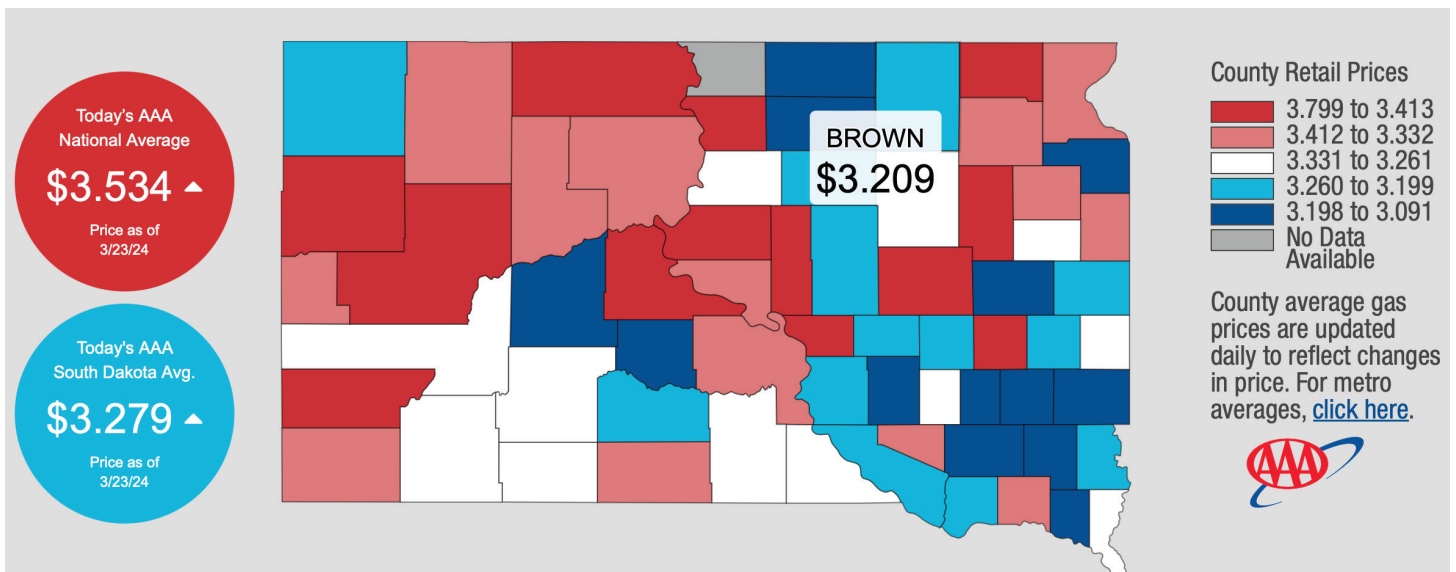 Today's AAA
National Average
$3.534
Price as of
3/23/24
Today's AAA
South Dakota Avg.
$3.279
Price as of
3/23/24
BROWN
$3.209
County Retail Prices
3.799 to 3.413
3.412 to 3.332
3.331 to 3.261
3.260 to 3.199
3.198 to 3.091
No Data
Available
County average gas
prices are updated
daily to reflect changes
in price. For metro
averages, click here.
AAA